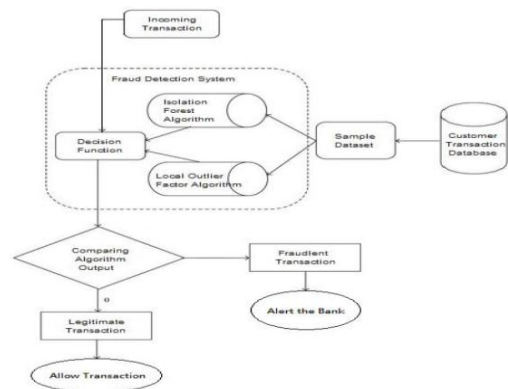 Incoming
Transaction
Fraud Detection System
Isolation
Forest
Algorithm
Decision
Function
Sample
Dataset
Customer
Transaction
Database
Local Outlier
Factor Algorithm
Comparing
Algorithm
Output
Fraudlent
Transaction
Alert the Bank
0
Legitimate
Transaction
Allow Transaction